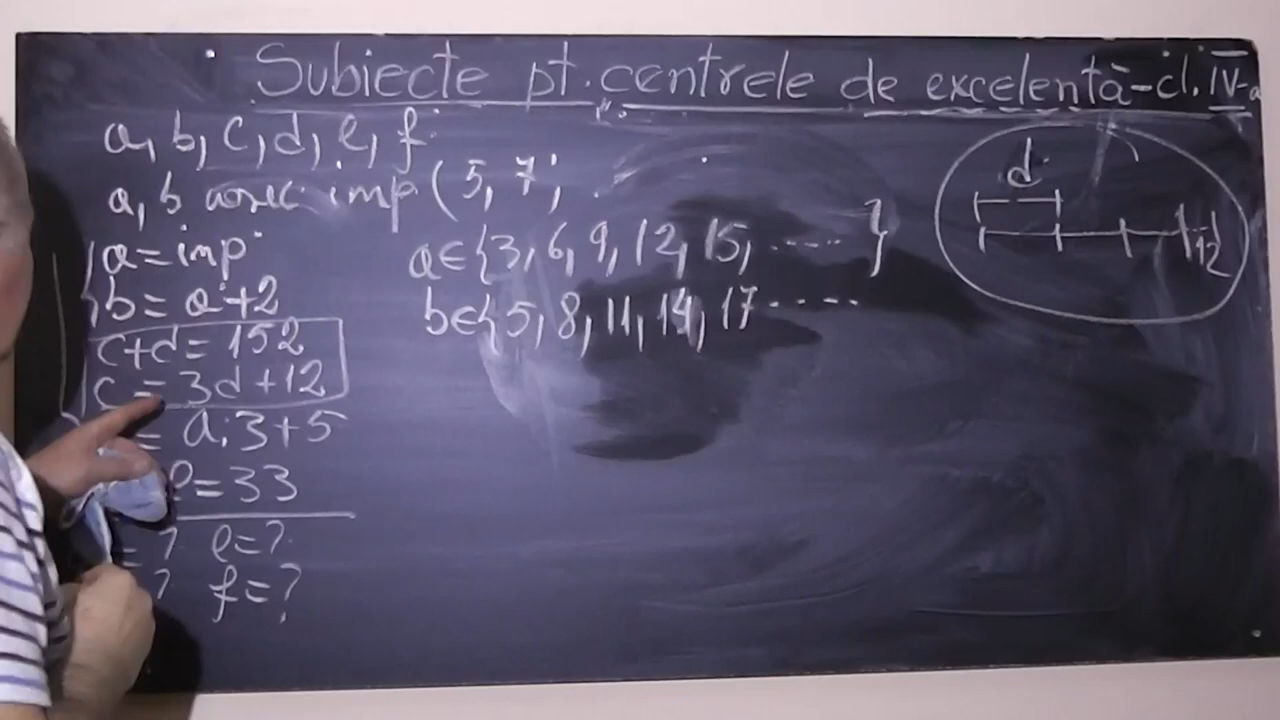 Subiecte pt. centrele de excelentă-cl. IV-a
a, b, c, d, e, f
a, b consec. imp (5, 7;
a = imp
b = a+2
c+d = 152
c = 3d+12
= a:3+5
e = 33
= ? e = ?
? f = ?
a∈{3, 6, 9, 12, 15, ..... }
b∈{5, 8, 11, 14, 17 .....
d
12